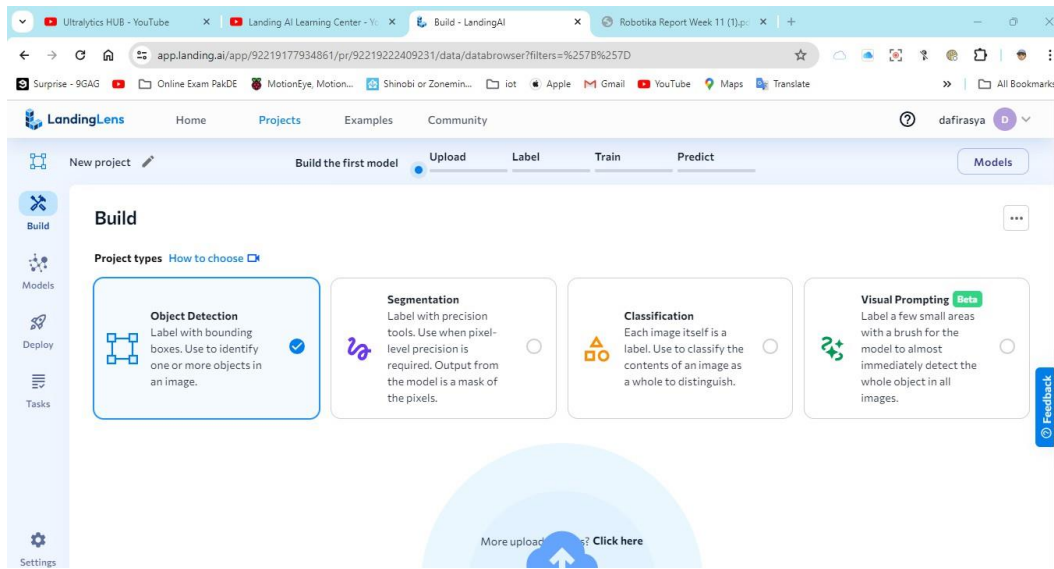 Ultralytics HUB - YouTube
Landing AI Learning Center - Yo
Build - LandingAI
Robotika Report Week 11 (1).p
app.landing.ai/app/92219177934861/pr/92219222409231/data/databrowser?filters=%257B%257D
Surprise - 9GAG
Online Exam PakDE
MotionEye, Motion...
Shinobi or Zonemin...
iot
Apple
Gmail
YouTube
Maps
Translate
All Bookmarks
LandingLens
Home
Projects
Examples
Community
dafirasya
D
New project
Build the first model
Upload
Label
Train
Predict
Models
Build
Models
Deploy
Tasks
Settings
Build
Project types How to choose
Object Detection
Label with bounding
boxes. Use to identify
one or more objects in
an image.
Segmentation
Label with precision
tools. Use when pixel-
level precision is
required. Output from
the model is a mask of
the pixels.
Classification
Each image itself is a
label. Use to classify the
contents of an image as
a whole to distinguish.
Visual Prompting Beta
Label a few small areas
with a brush for the
model to almost
immediately detect the
whole object in all
images.
Feedback
More upload s? Click here